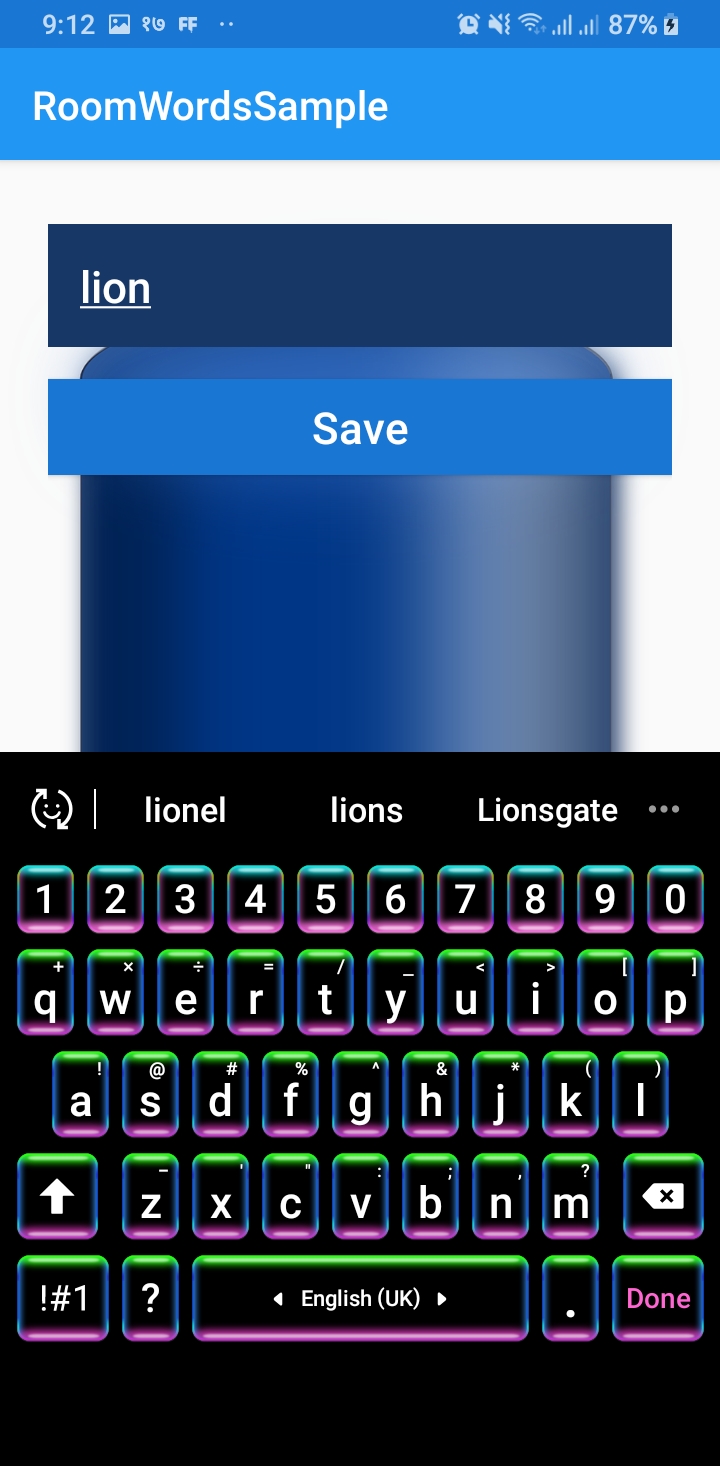 9:12 १७ FF 87%
RoomWordsSample
lion
Save
lionel lions Lionsgate
1 2 3 4 5 6 7 8 9 0
+ × ÷ = / _ < > [ ]
q w e r t y u i o p
! @ # % ^ & * ( )
a s d f g h j k l
- ' " : ; , ?
z x c v b n m
!#1 ? English (UK) . Done